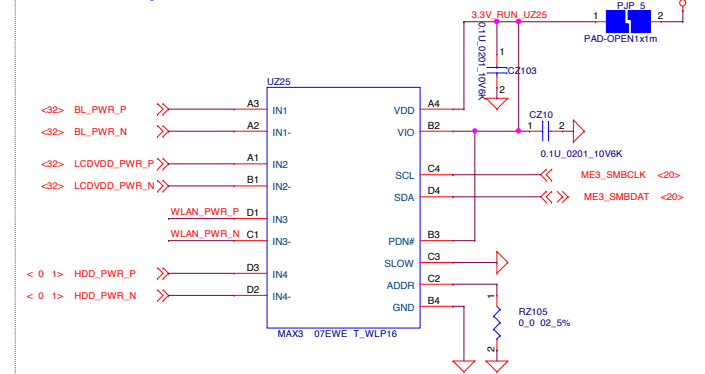 PJP 5
3.3V_RUN_UZ25
1
2
PAD-OPEN1x1m
0.1U_0201_10V6K
1
CZ103
2
UZ25
<32> BL_PWR_P
A3
IN1
VDD
A4
<32> BL_PWR_N
A2
IN1-
VIO
B2
CZ10
1
2
0.1U_0201_10V6K
<32> LCDVDD_PWR_P
A1
IN2
<32> LCDVDD_PWR_N
B1
IN2-
SCL
C4
ME3_SMBCLK <20>
SDA
D4
ME3_SMBDAT <20>
WLAN_PWR_P
D1
IN3
WLAN_PWR_N
C1
IN3-
PDN#
B3
SLOW
C3
< 0 1> HDD_PWR_P
D3
IN4
ADDR
C2
< 0 1> HDD_PWR_N
D2
IN4-
GND
B4
1
RZ105
0_0 02_5%
2
MAX3 07EWE T_WLP16